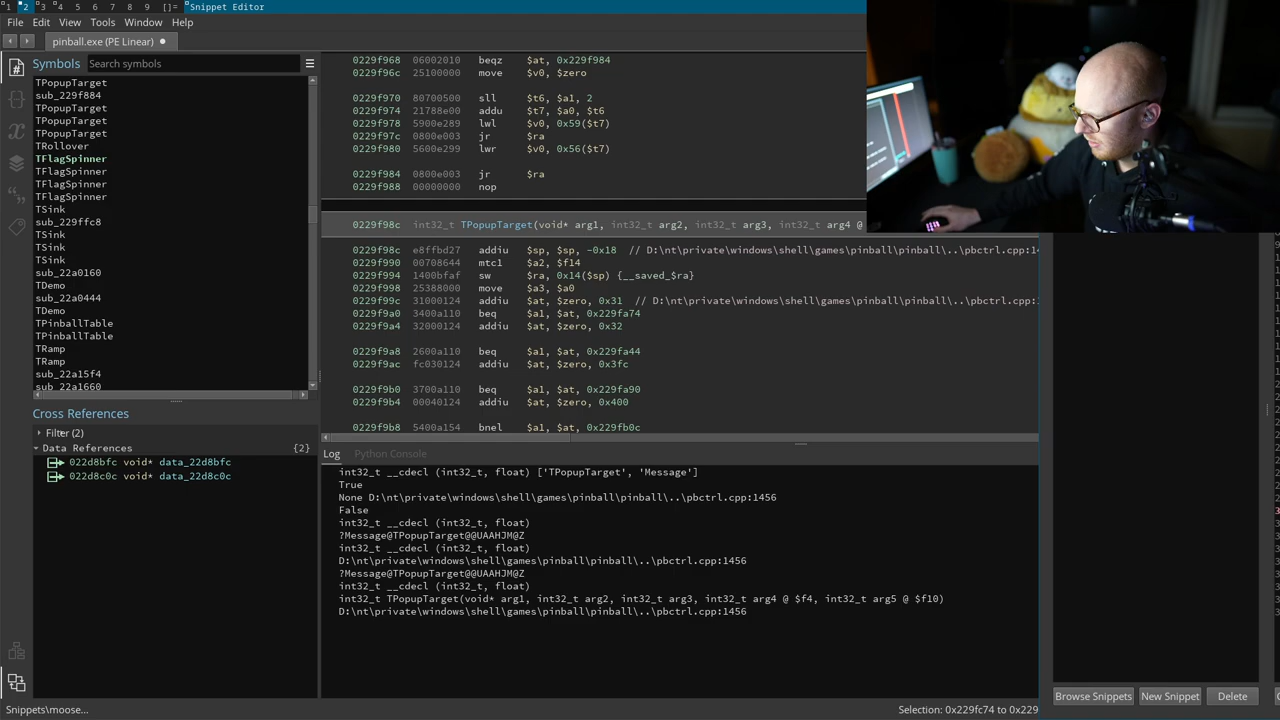 1 2 3 4 5 6 7 8 9 []= Snippet Editor
File Edit View Tools Window Help
pinball.exe (PE Linear)
Symbols
Search symbols
TPopupTarget
sub_229f884
TPopupTarget
TPopupTarget
TPopupTarget
TRollover
TFlagSpinner
TFlagSpinner
TFlagSpinner
TFlagSpinner
TSink
sub_229ffc8
TSink
TSink
TSink
sub_22a0160
TDemo
sub_22a0444
TDemo
TPinballTable
TPinballTable
TRamp
TRamp
sub_22a15f4
sub_22a1660
Cross References
Filter (2)
Data References {2}
022d8bfc void* data_22d8bfc
022d8c0c void* data_22d8c0c
0229f968 06002010 beqz $at, 0x229f984
0229f96c 25100000 move $v0, $zero
0229f970 80700500 sll $t6, $a1, 2
0229f974 21788e00 addu $t7, $a0, $t6
0229f978 5900e289 lwl $v0, 0x59($t7)
0229f97c 0800e003 jr $ra
0229f980 5600e299 lwr $v0, 0x56($t7)
0229f984 0800e003 jr $ra
0229f988 00000000 nop
0229f98c int32_t TPopupTarget(void* arg1, int32_t arg2, int32_t arg3, int32_t arg4 @
0229f98c e8ffbd27 addiu $sp, $sp, -0x18 // D:\nt\private\windows\shell\games\pinball\pinball\..\pbctrl.cpp:14
0229f990 00708644 mtc1 $a2, $f14
0229f994 1400bfaf sw $ra, 0x14($sp) {__saved_$ra}
0229f998 25388000 move $a3, $a0
0229f99c 31000124 addiu $at, $zero, 0x31 // D:\nt\private\windows\shell\games\pinball\pinball\..\pbctrl.cpp:
0229f9a0 3400a110 beq $a1, $at, 0x229fa74
0229f9a4 32000124 addiu $at, $zero, 0x32
0229f9a8 2600a110 beq $a1, $at, 0x229fa44
0229f9ac fc030124 addiu $at, $zero, 0x3fc
0229f9b0 3700a110 beq $a1, $at, 0x229fa90
0229f9b4 00040124 addiu $at, $zero, 0x400
0229f9b8 5400a154 bnel $a1, $at, 0x229fb0c
Log Python Console
int32_t __cdecl (int32_t, float) ['TPopupTarget', 'Message']
True
None D:\nt\private\windows\shell\games\pinball\pinball\..\pbctrl.cpp:1456
False
int32_t __cdecl (int32_t, float)
?Message@TPopupTarget@@UAAHJM@Z
int32_t __cdecl (int32_t, float)
D:\nt\private\windows\shell\games\pinball\pinball\..\pbctrl.cpp:1456
?Message@TPopupTarget@@UAAHJM@Z
int32_t __cdecl (int32_t, float)
int32_t TPopupTarget(void* arg1, int32_t arg2, int32_t arg3, int32_t arg4 @ $f4, int32_t arg5 @ $f10)
D:\nt\private\windows\shell\games\pinball\pinball\..\pbctrl.cpp:1456
Browse Snippets New Snippet Delete
Snippets\moose...
Selection: 0x229fc74 to 0x229